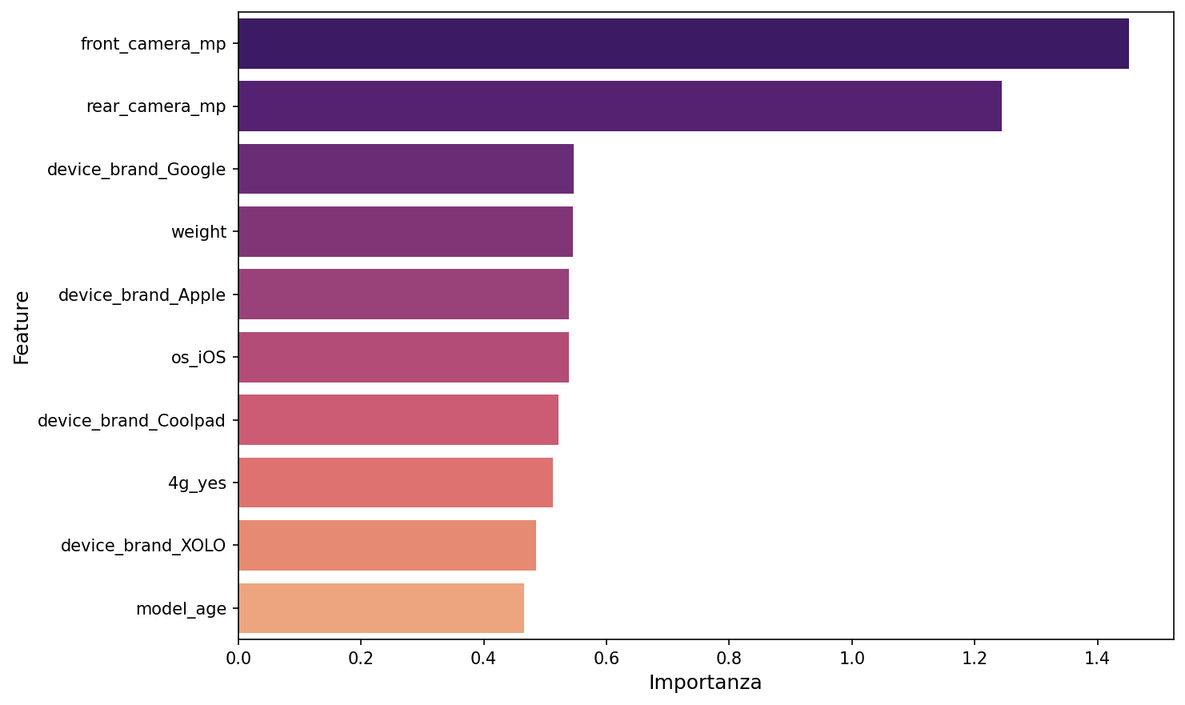 front_camera_mp
rear_camera_mp
device_brand_Google
weight
device_brand_Apple
os_iOS
device_brand_Coolpad
4g_yes
device_brand_XOLO
model_age
Feature
0.0 0.2 0.4 0.6 0.8 1.0 1.2 1.4
Importanza